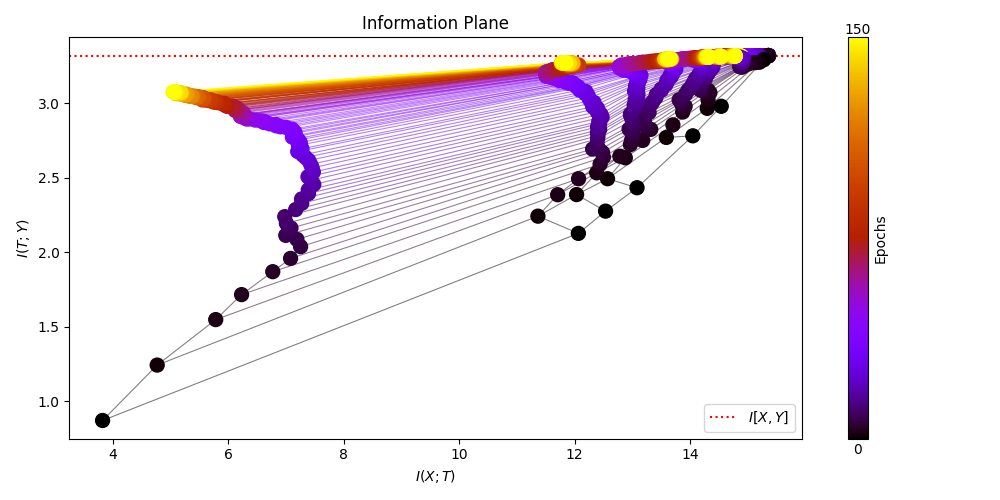 Information Plane
150
3.0
2.5
2.0
1.5
1.0
I(T; Y)
4
6
8
10
12
14
I(X; T)
I[X, Y]
Epochs
0